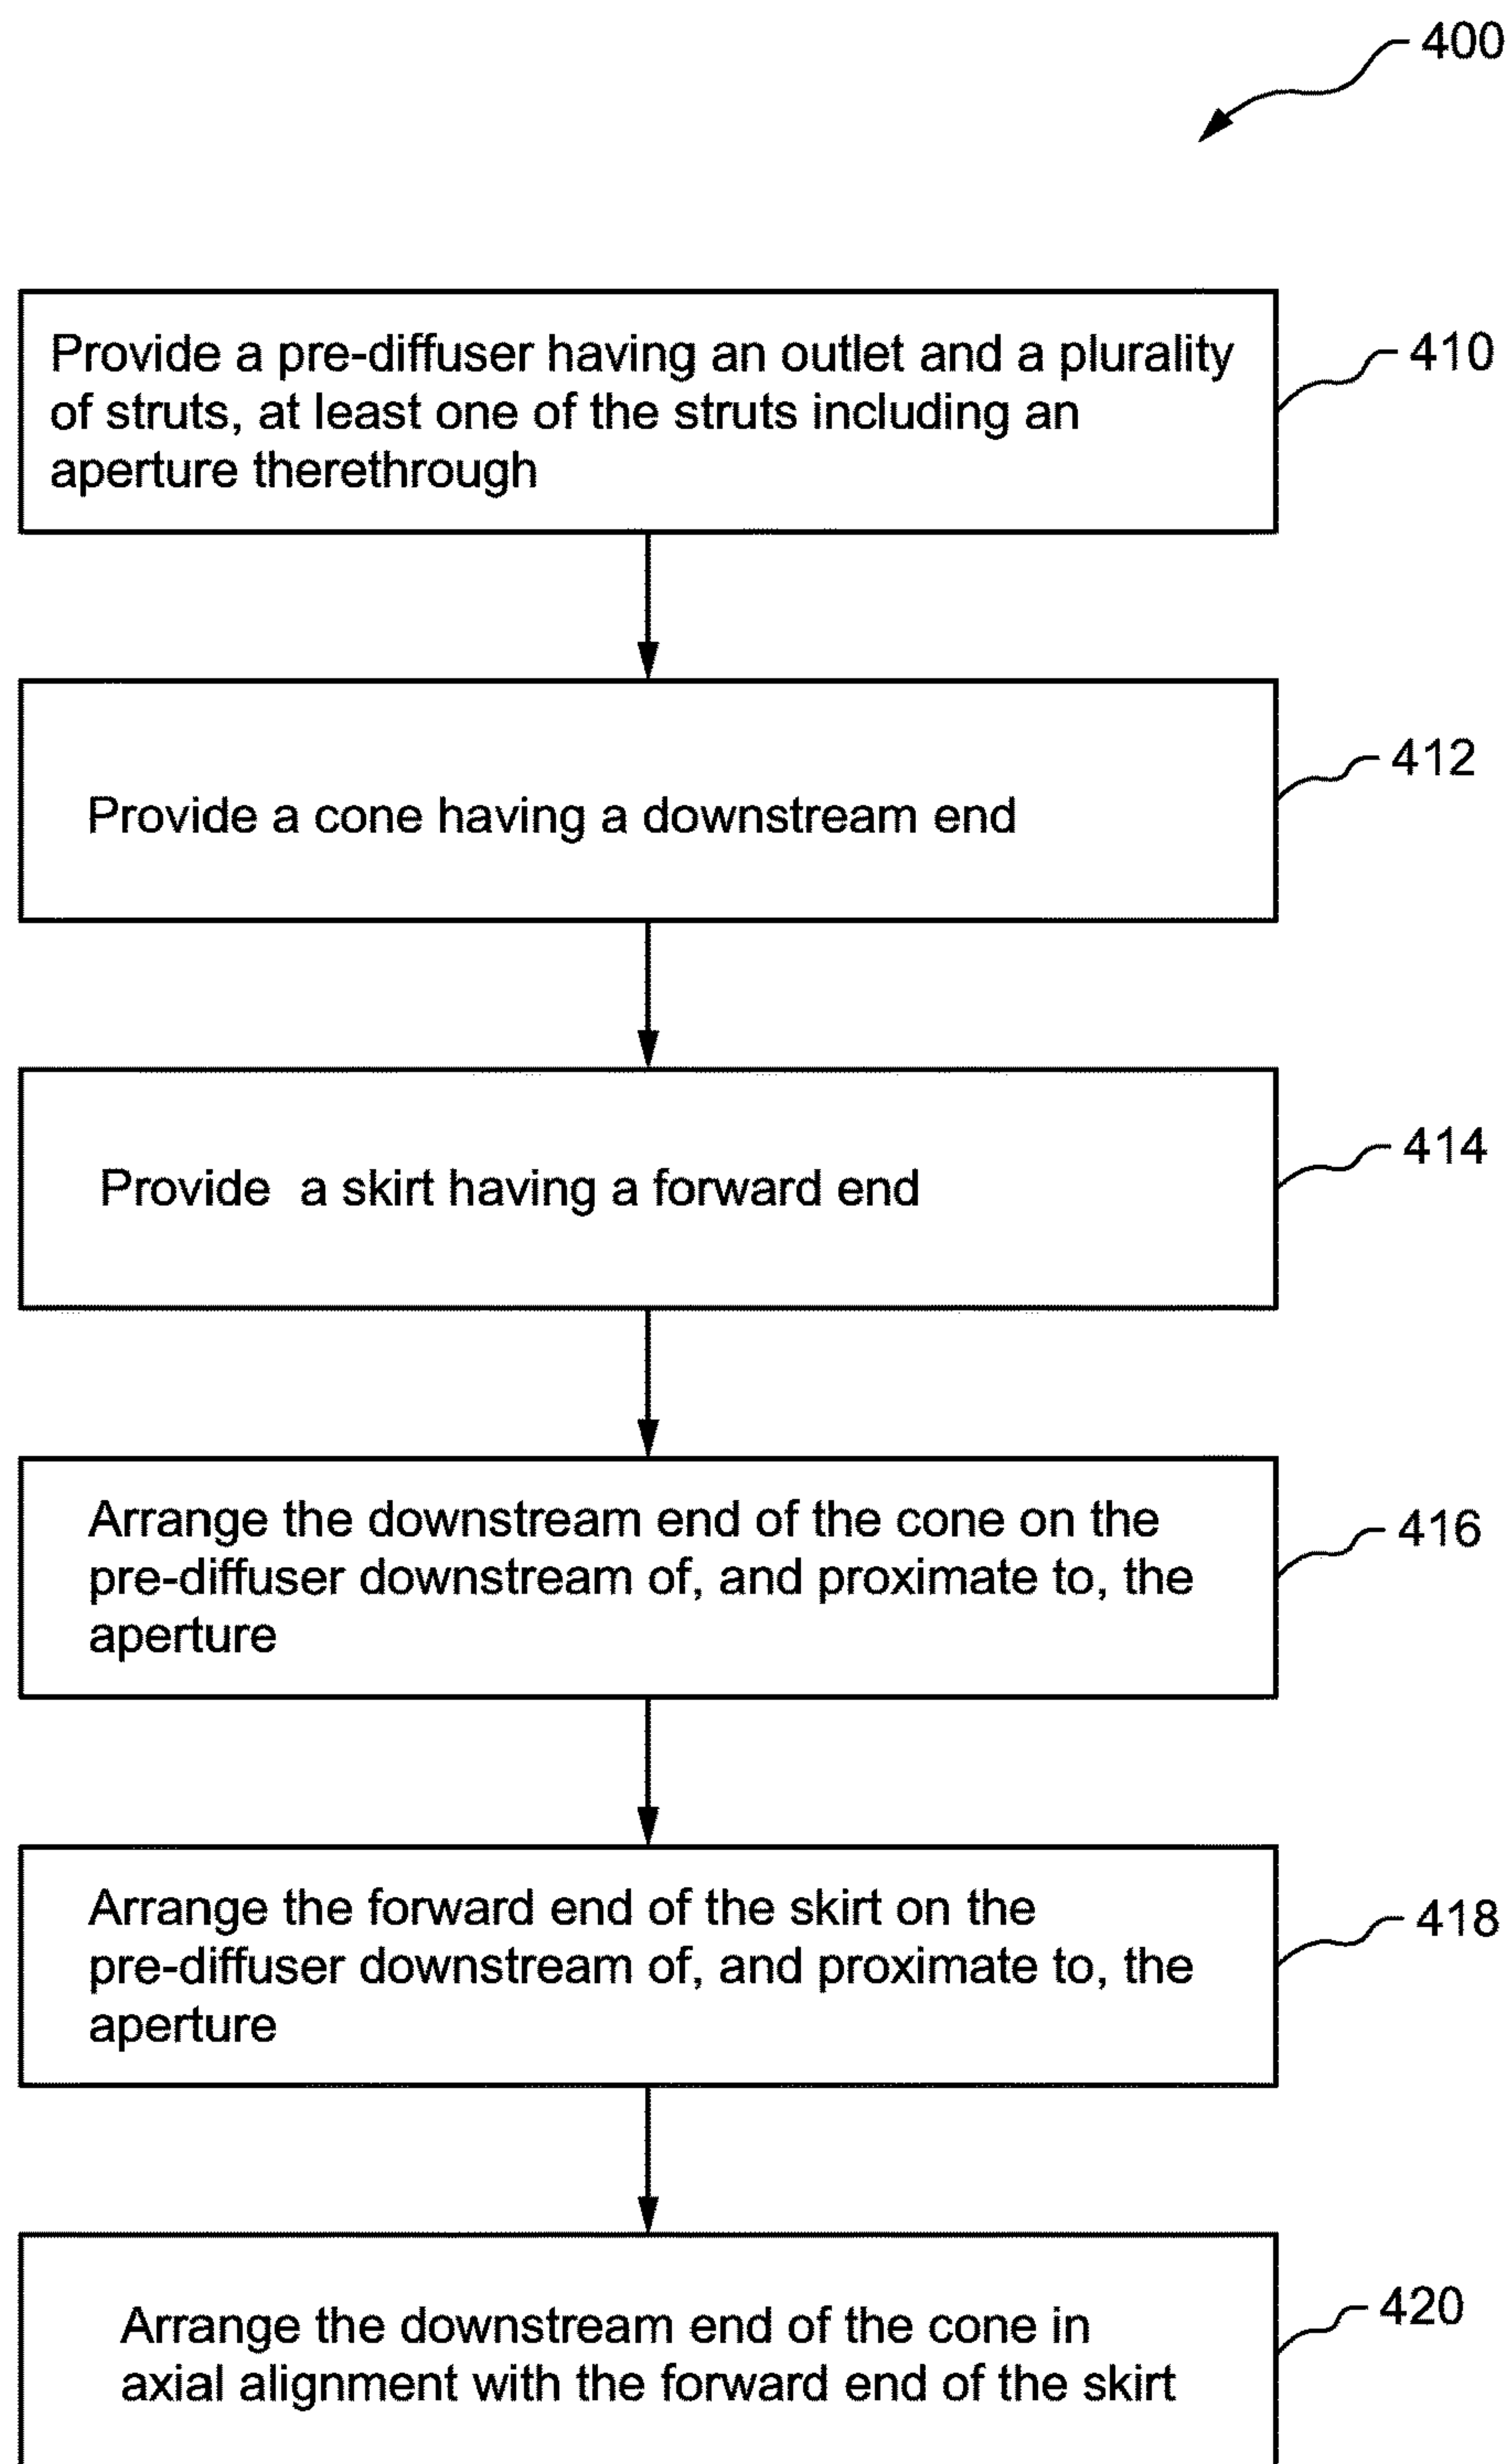 400
Provide a pre-diffuser having an outlet and a plurality
of struts, at least one of the struts including an
aperture therethrough
410
Provide a cone having a downstream end
412
Provide a skirt having a forward end
414
Arrange the downstream end of the cone on the
pre-diffuser downstream of, and proximate to, the
aperture
416
Arrange the forward end of the skirt on the
pre-diffuser downstream of, and proximate to, the
aperture
418
Arrange the downstream end of the cone in
axial alignment with the forward end of the skirt
420